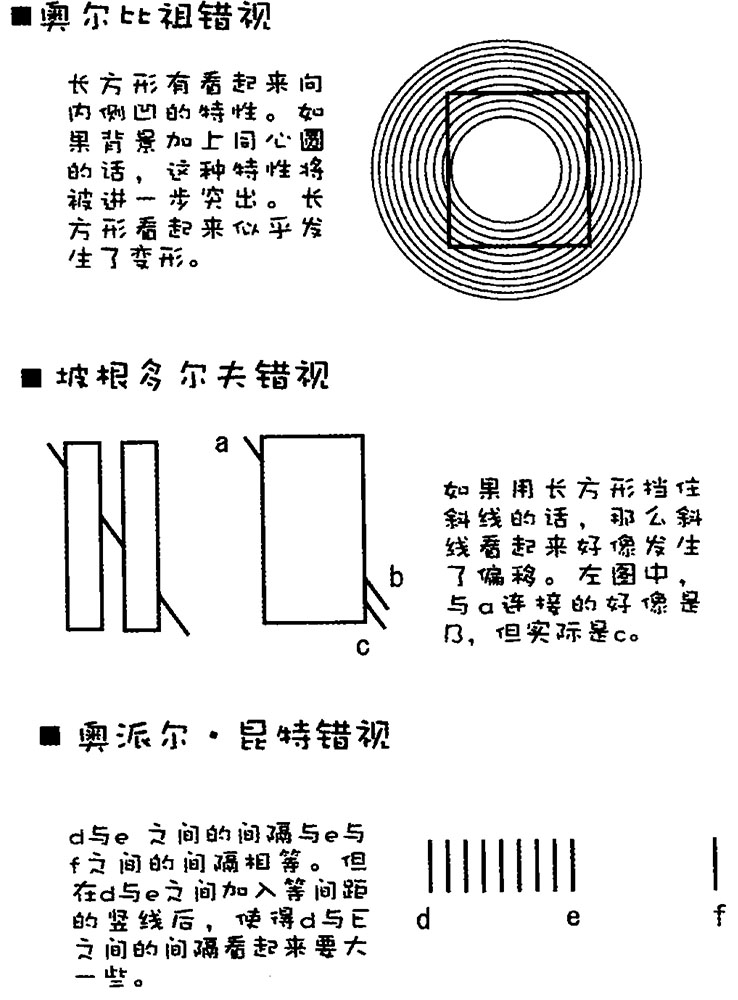 ■奥尔比祖错视
长方形有看起来向
内侧凹的特性。如
果背景加上同心圆
的话，这种特性将
被进一步突出。长
方形看起来似乎发
生了变形。
■坡根多尔夫错视
a
b
c
如果用长方形挡住
斜线的话，那么斜
线看起来好像发生
了偏移。左图中，
与a连接的好像是
B，但实际是c。
■奥派尔·昆特错视
d与e 之间的间隔与e与
f之间的间隔相等。但
在d与e之间加入等间距
的竖线后，使得d与E
之间的间隔看起来要大
一些。
d
e
f